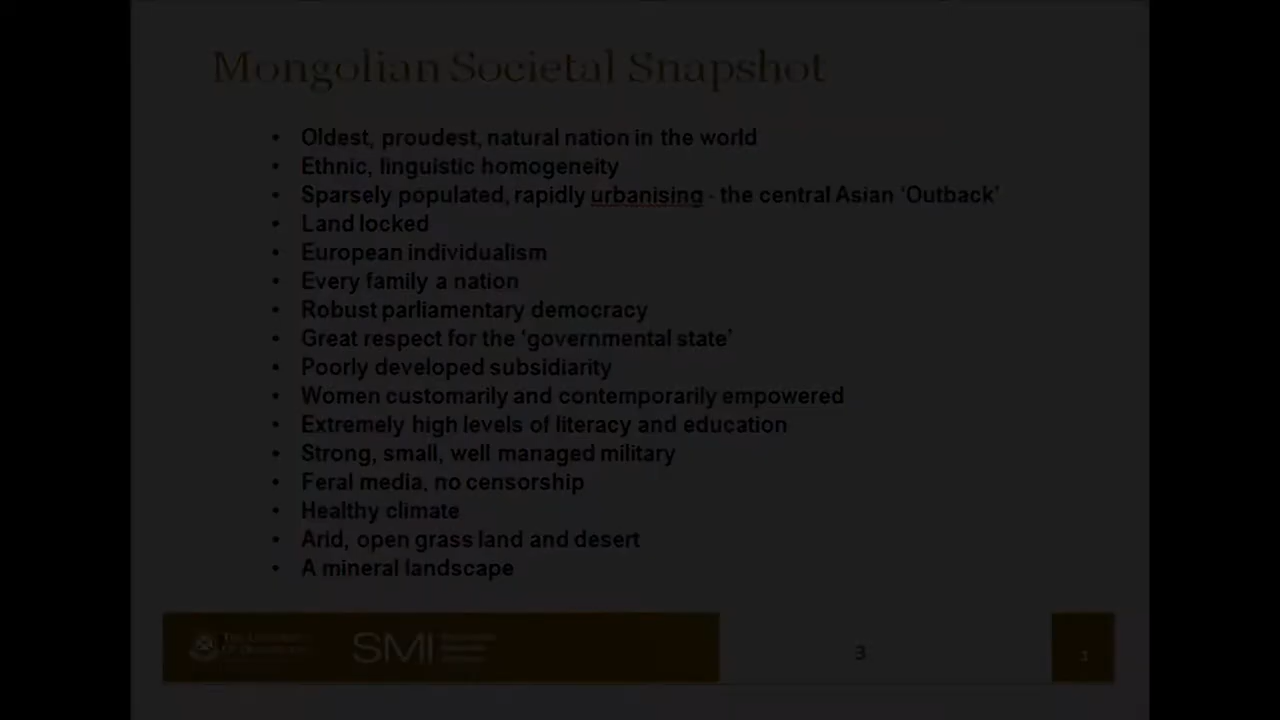 Mongolian Societal Snapshot
• Oldest, proudest, natural nation in the world
• Ethnic, linguistic homogeneity
• Sparsely populated, rapidly urbanising - the central Asian ‘Outback’
• Land locked
• European individualism
• Every family a nation
• Robust parliamentary democracy
• Great respect for the ‘governmental state’
• Poorly developed subsidiarity
• Women customarily and contemporarily empowered
• Extremely high levels of literacy and education
• Strong, small, well managed military
• Feral media, no censorship
• Healthy climate
• Arid, open grass land and desert
• A mineral landscape
SMI
3